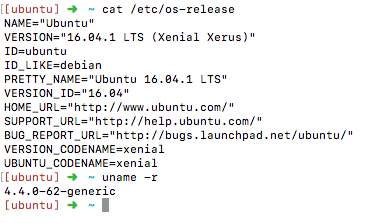 [[ubuntu] ➜ ~ cat /etc/os-release
NAME="Ubuntu"
VERSION="16.04.1 LTS (Xenial Xerus)"
ID=ubuntu
ID_LIKE=debian
PRETTY_NAME="Ubuntu 16.04.1 LTS"
VERSION_ID="16.04"
HOME_URL="http://www.ubuntu.com/"
SUPPORT_URL="http://help.ubuntu.com/"
BUG_REPORT_URL="http://bugs.launchpad.net/ubuntu/"
VERSION_CODENAME=xenial
UBUNTU_CODENAME=xenial
[[ubuntu] ➜ ~ uname -r
4.4.0-62-generic
[ubuntu] ➜ ~